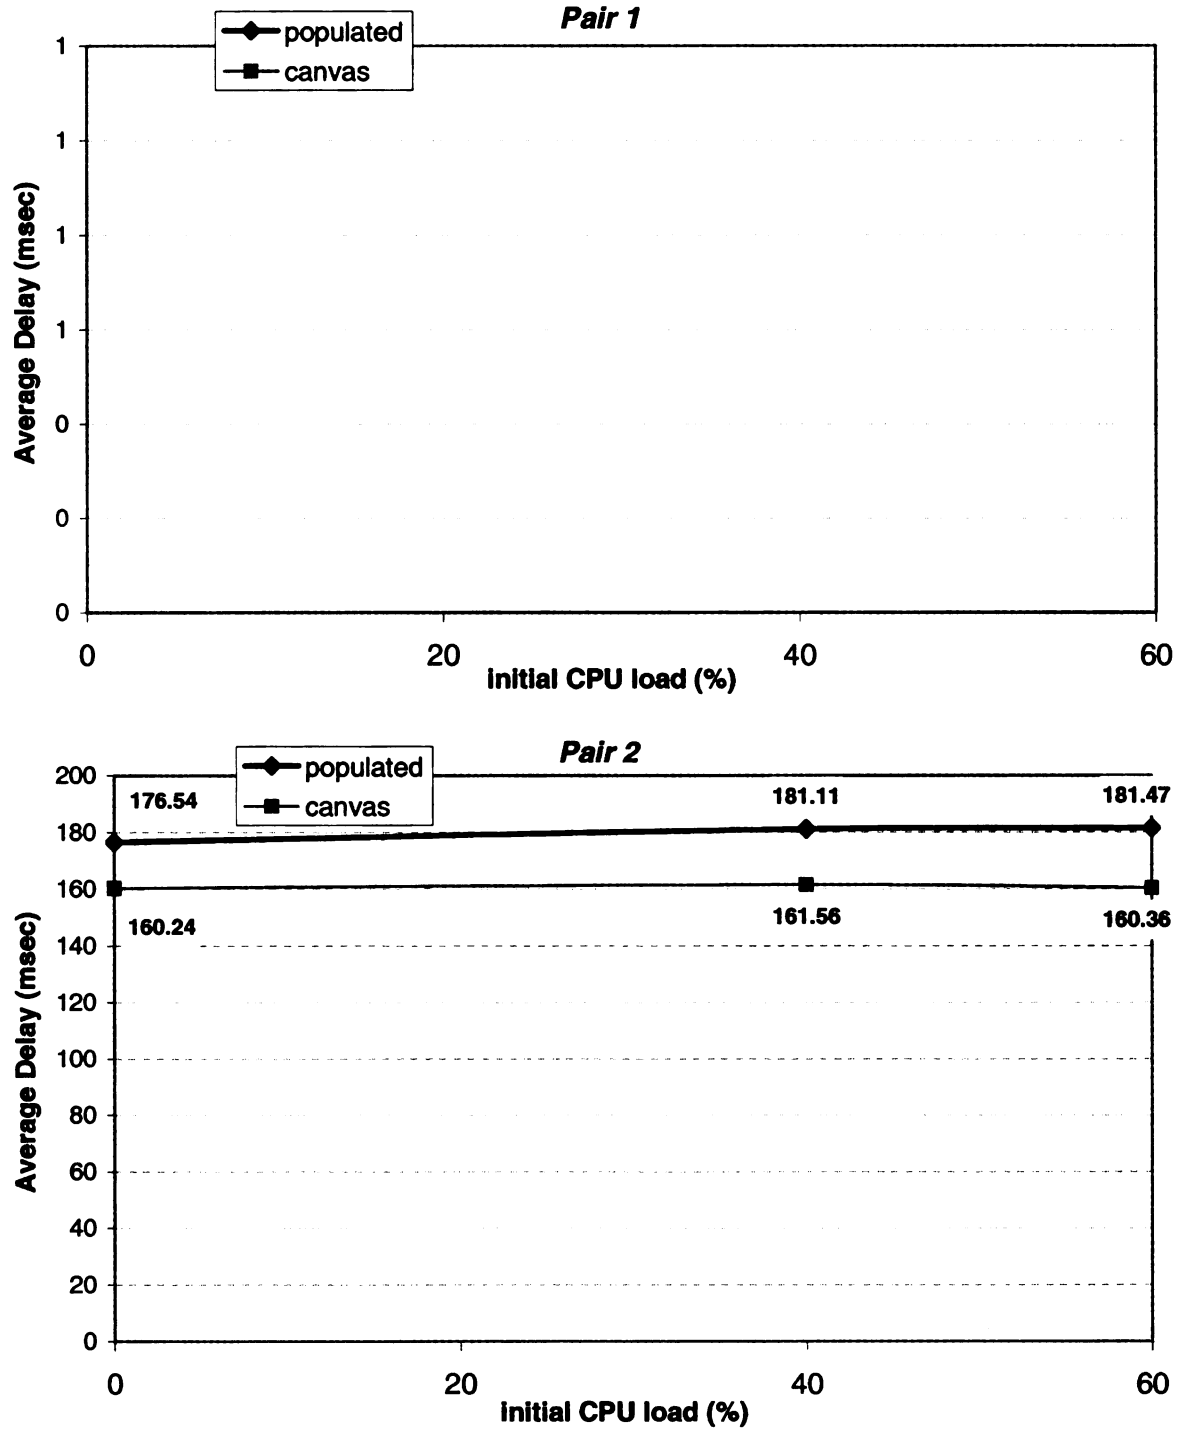 Pair 1
populated
canvas
1
1
1
1
0
0
0
Average Delay (msec)
0 20 40 60
initial CPU load (%)
Pair 2
populated
canvas
200
180
160
140
120
100
80
60
40
20
0
176.54 181.11 181.47
160.24 161.56 160.36
Average Delay (msec)
0 20 40 60
initial CPU load (%)